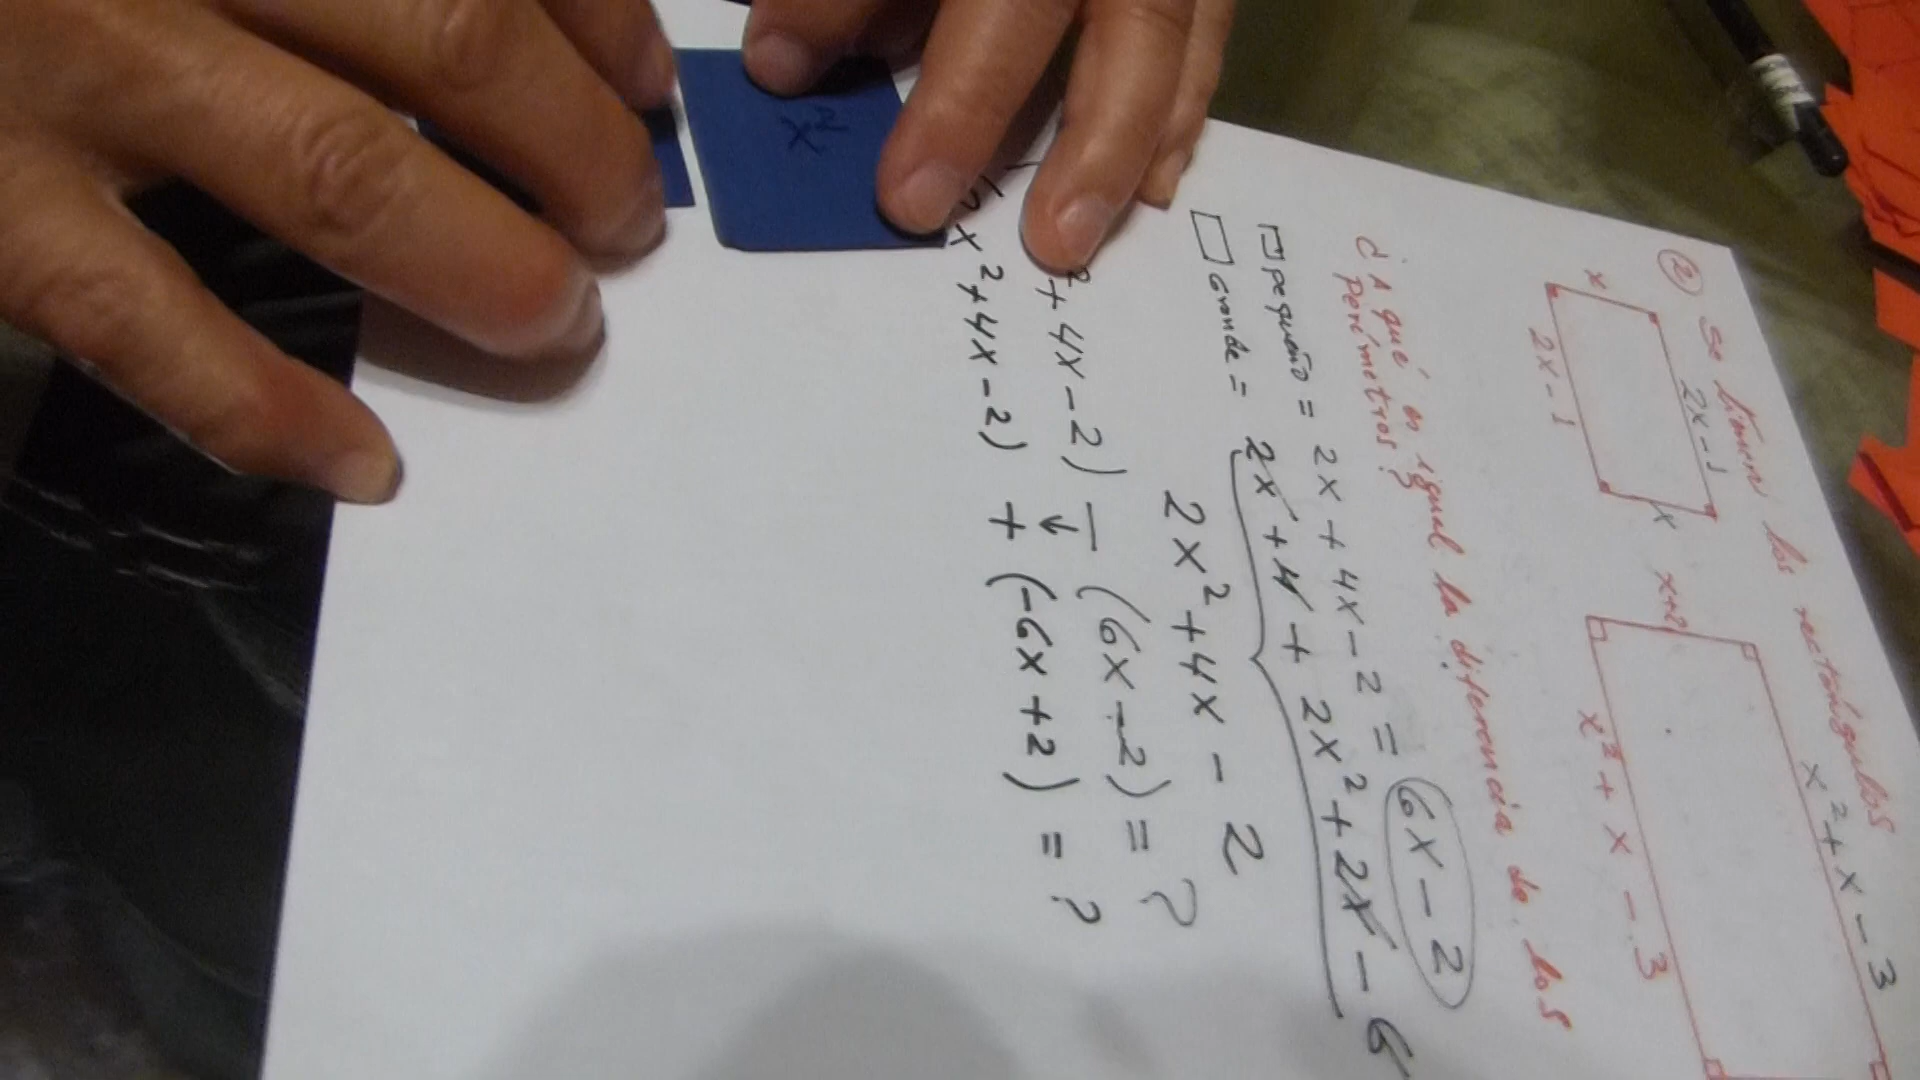 ② Se tienen los rectángulos
2x-1
x
x
2x-1
x²+x-3
x+2
x²+x-3
¿A qué es igual la diferencia de los
perímetros?
□ pequeño = 2x + 4x - 2 = 6x - 2
□ Grande = 2x + 4 + 2x² + 2x - 6
2x² + 4x - 2
² + 4x - 2) - (6x - 2) = ?
x² + 4x - 2) + (-6x + 2) = ?
x²